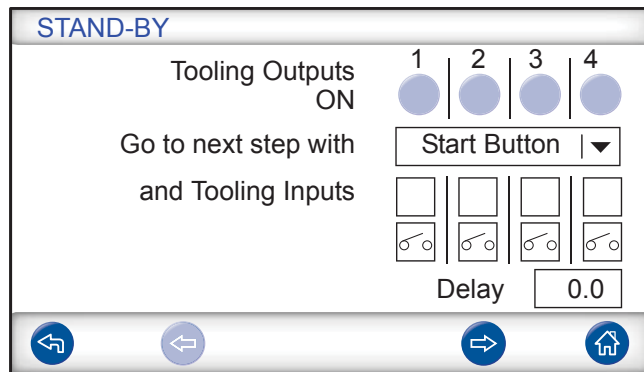 STAND-BY
Tooling Outputs 1 2 3 4
ON
Go to next step with Start Button
and Tooling Inputs
Delay 0.0